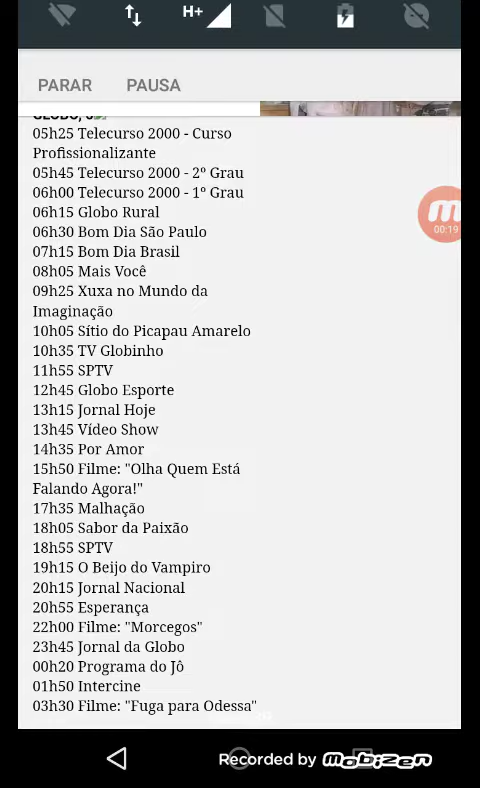 H+
PARAR PAUSA
GLOBO,
05h25 Telecurso 2000 - Curso
Profissionalizante
05h45 Telecurso 2000 - 2º Grau
06h00 Telecurso 2000 - 1º Grau
06h15 Globo Rural
06h30 Bom Dia São Paulo
07h15 Bom Dia Brasil
08h05 Mais Você
09h25 Xuxa no Mundo da
Imaginação
10h05 Sítio do Picapau Amarelo
10h35 TV Globinho
11h55 SPTV
12h45 Globo Esporte
13h15 Jornal Hoje
13h45 Vídeo Show
14h35 Por Amor
15h50 Filme: "Olha Quem Está
Falando Agora!"
17h35 Malhação
18h05 Sabor da Paixão
18h55 SPTV
19h15 O Beijo do Vampiro
20h15 Jornal Nacional
20h55 Esperança
22h00 Filme: "Morcegos"
23h45 Jornal da Globo
00h20 Programa do Jô
01h50 Intercine
03h30 Filme: "Fuga para Odessa"
m
00:19
Recorded by Mobizen